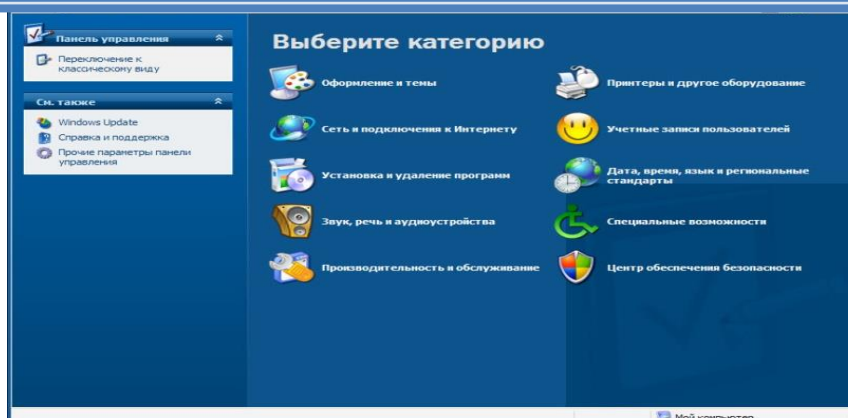 Панель управления
Переключение к
классическому виду
См. также
Windows Update
Справка и поддержка
Прочие параметры панели
управления
Выберите категорию
Оформление и темы
Принтеры и другое оборудование
Сеть и подключения к Интернету
Учетные записи пользователей
Установка и удаление программ
Дата, время, язык и региональные
стандарты
Звук, речь и аудиоустройства
Специальные возможности
Производительность и обслуживание
Центр обеспечения безопасности
Мой компьютер